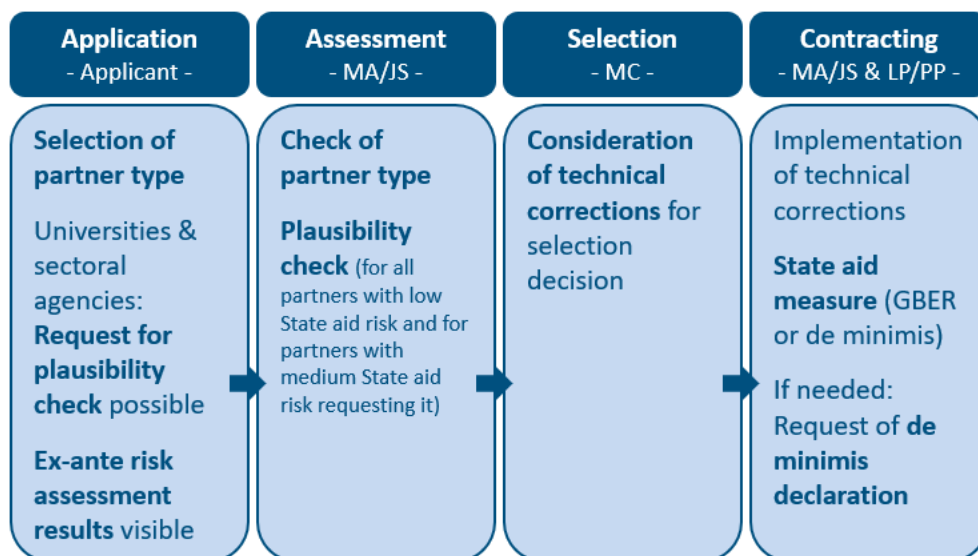 Application
- Applicant -
Selection of
partner type
Universities &
sectoral
agencies:
Request for
plausibility
check possible
Ex-ante risk
assessment
results visible
Assessment
- MA/JS -
Check of
partner type
Plausibility
check (for all
partners with low
State aid risk and for
partners with
medium State aid
risk requesting it)
Selection
- MC -
Consideration
of technical
corrections for
selection
decision
Contracting
- MA/JS & LP/PP -
Implementation
of technical
corrections
State aid
measure (GBER
or de minimis)
If needed:
Request of de
minimis
declaration